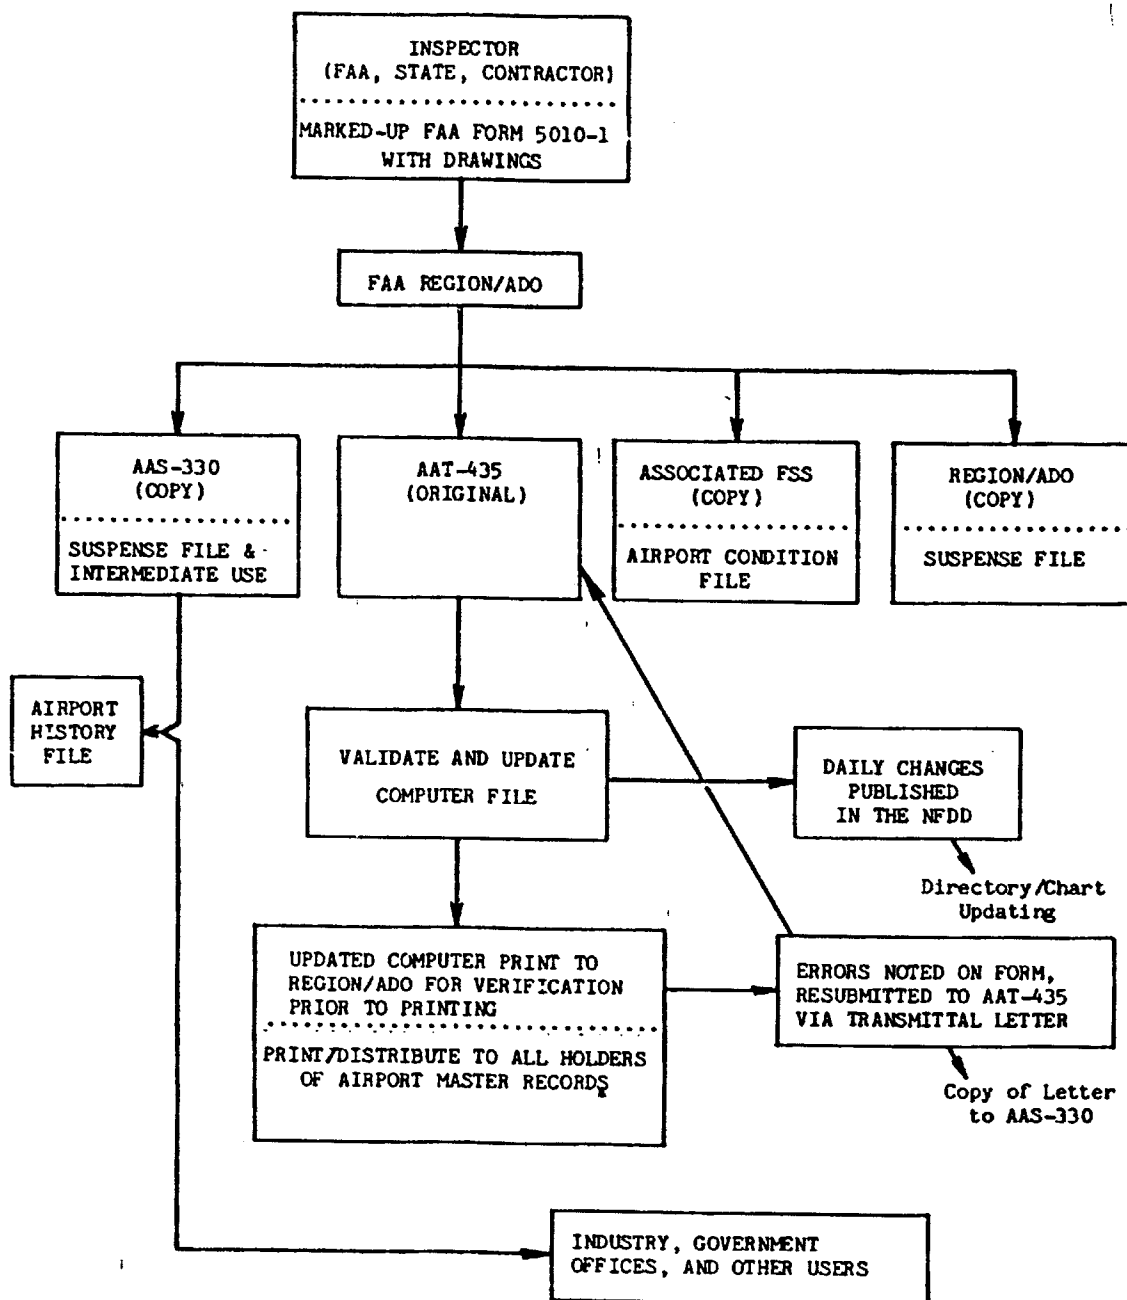 INSPECTOR
(FAA, STATE, CONTRACTOR)
MARKED-UP FAA FORM 5010-1
WITH DRAWINGS
FAA REGION/ADO
AAS-330
(COPY)
SUSPENSE FILE &
INTERMEDIATE USE
AAT-435
(ORIGINAL)
ASSOCIATED FSS
(COPY)
AIRPORT CONDITION
FILE
REGION/ADO
(COPY)
SUSPENSE FILE
AIRPORT
HISTORY
FILE
VALIDATE AND UPDATE
COMPUTER FILE
DAILY CHANGES
PUBLISHED
IN THE NFDD
Directory/Chart
Updating
UPDATED COMPUTER PRINT TO
REGION/ADO FOR VERIFICATION
PRIOR TO PRINTING
PRINT/DISTRIBUTE TO ALL HOLDERS
OF AIRPORT MASTER RECORDS
ERRORS NOTED ON FORM,
RESUBMITTED TO AAT-435
VIA TRANSMITTAL LETTER
Copy of Letter
to AAS-330
INDUSTRY, GOVERNMENT
OFFICES, AND OTHER USERS